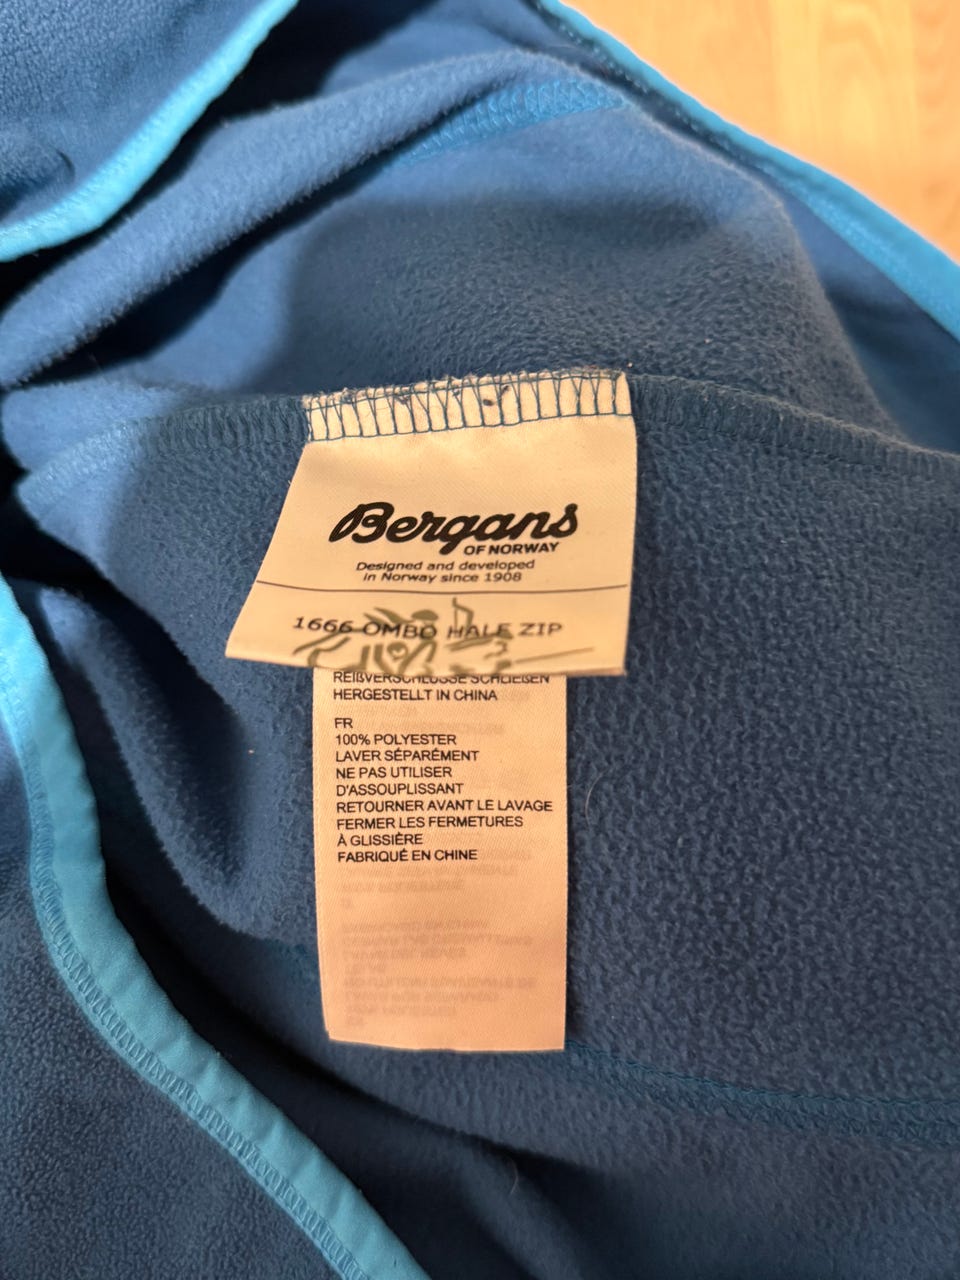 Bergans
OF NORWAY
Designed and developed
in Norway since 1908
1666 OMBO HALF ZIP
REIßVERSCHLÜSSE SCHLIEßEN
HERGESTELLT IN CHINA
FR
100% POLYESTER
LAVER SÉPARÉMENT
NE PAS UTILISER
D'ASSOUPLISSANT
RETOURNER AVANT LE LAVAGE
FERMER LES FERMETURES
À GLISSIÈRE
FABRIQUÉ EN CHINE